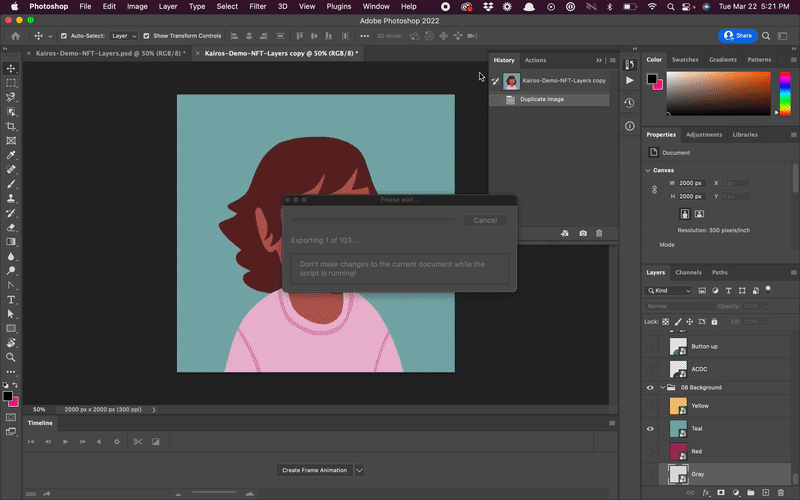 Photoshop File Edit Image Layer Type Select Filter 3D View Plugins Window Help Tue Mar 22 5:21 PM
Adobe Photoshop 2022
Auto-Select: Layer Show Transform Controls 3D Mode: Share
× Kairos-Demo-NFT-Layers.psd @ 50% (RGB/8) * × Kairos-Demo-NFT-Layers copy @ 50% (RGB/8) *
History Actions
Kairos-Demo-NFT-Layers copy
Duplicate Image
Please wait...
Cancel
Exporting 1 of 103...
Don't make changes to the current document while the
script is running!
50% 2000 px x 2000 px (300 ppi)
Timeline
Create Frame Animation
Color Swatches Gradients Patterns
Properties Adjustments Libraries
Document
Canvas
W 2000 px X
H 2000 px Y
Resolution: 300 pixels/inch
Mode
Layers Channels Paths
Kind
Normal Opacity: 100%
Lock: Fill: 100%
Button up
ACDC
08 Background
Yellow
Teal
Red
Gray
fx